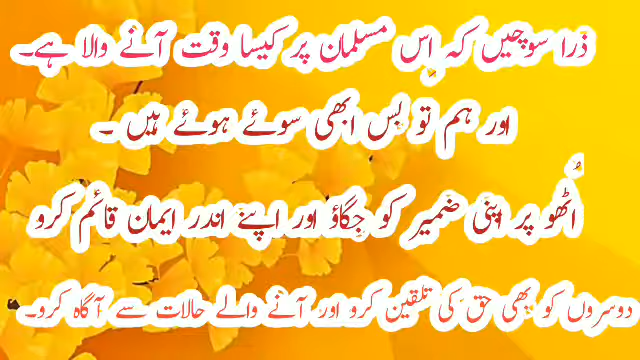 ذرا سوچیں کہ اِس مسلمان پر کیسا وقت آنے والا ہے۔
اور ہم تو بس ابھی سوئے ہوئے ہیں ۔
اُٹھو پر اپنی ضمیر کو جگاؤ اور اپنے اندر ایمان قائم کرو
دوسروں کو بھی حق کی تلقین کرو اور آنے والے حالات سے آگاہ کرو۔